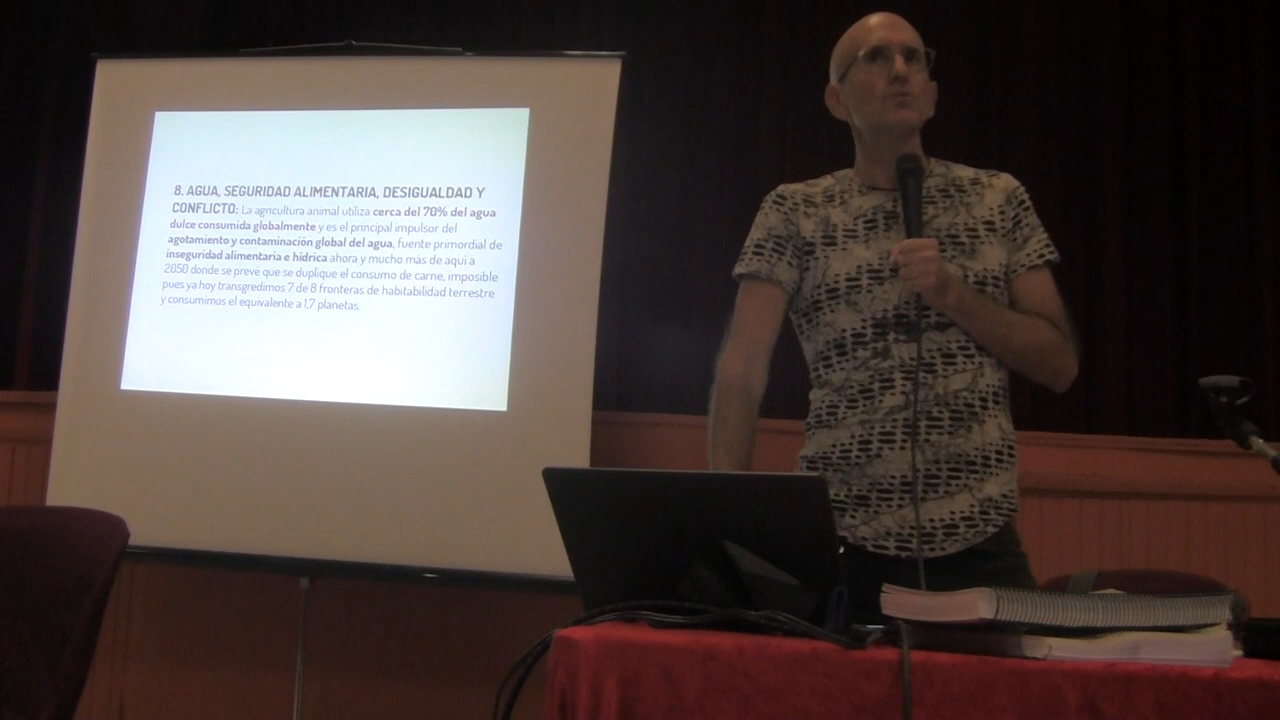 8. AGUA, SEGURIDAD ALIMENTARIA, DESIGUALDAD Y
CONFLICTO: La agricultura animal utiliza cerca del 70% del agua
dulce consumida globalmente y es el principal impulsor del
agotamiento y contaminación global del agua, fuente primordial de
inseguridad alimentaria e hídrica ahora y mucho más de aquí a
2050 donde se prevé que se duplique el consumo de carne, imposible
pues ya hoy transgredimos 7 de 8 fronteras de habitabilidad terrestre
y consumimos el equivalente a 1,7 planetas.